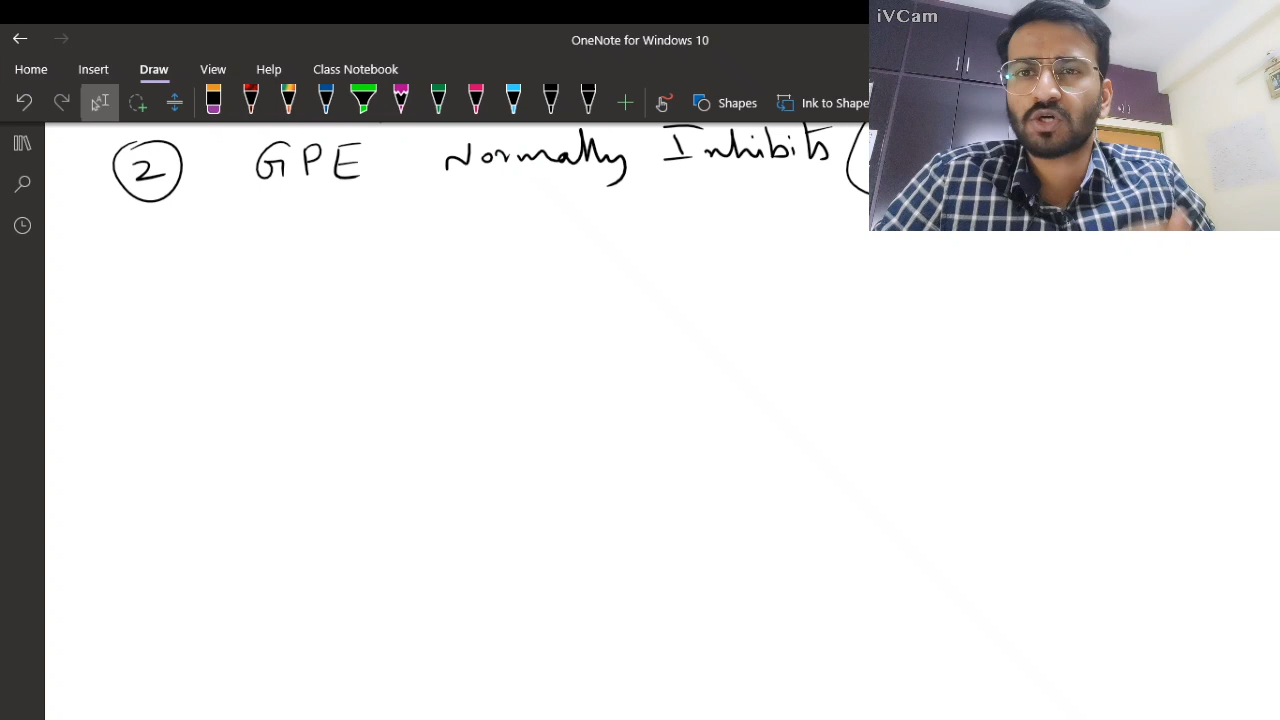 iVCam
OneNote for Windows 10
Home Insert Draw View Help Class Notebook
Shapes Ink to Shape
2 GPE Normally Inhibits (